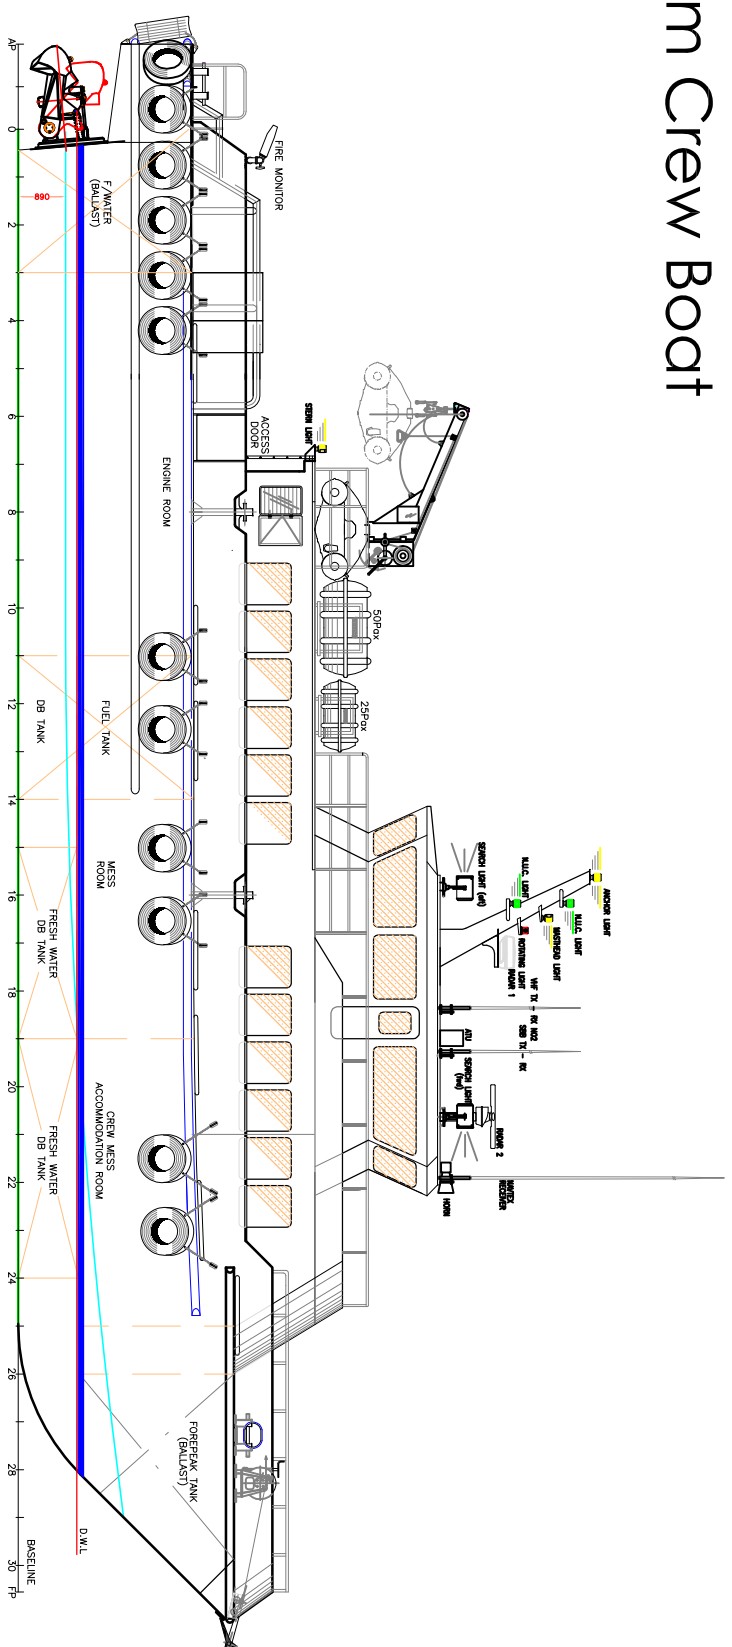 m Crew Boat
ANCHOR LIGHT
N.U.C. LIGHT
MASTHEAD LIGHT
N.U.C. LIGHT
ROTATING LIGHT
RADAR 1
VHF TX - RX NO2
SBB TX - RX
SEARCH LIGHT (aft)
ATU
SEARCH LIGHT
(fwd)
RADAR 2
NAVTEX
RECEIVER
HORN
FIRE MONITOR
STERN LIGHT
50Pax
25Pax
ACCESS
DOOR
F/WATER
(BALLAST)
ENGINE ROOM
FUEL TANK
DB TANK
MESS
ROOM
FRESH WATER
DB TANK
CREW MESS
ACCOMMODATION ROOM
FRESH WATER
DB TANK
FOREPEAK TANK
(BALLAST)
890
D.W.L
BASELINE
AP 0 2 4 6 8 10 12 14 16 18 20 22 24 26 28 30 FP